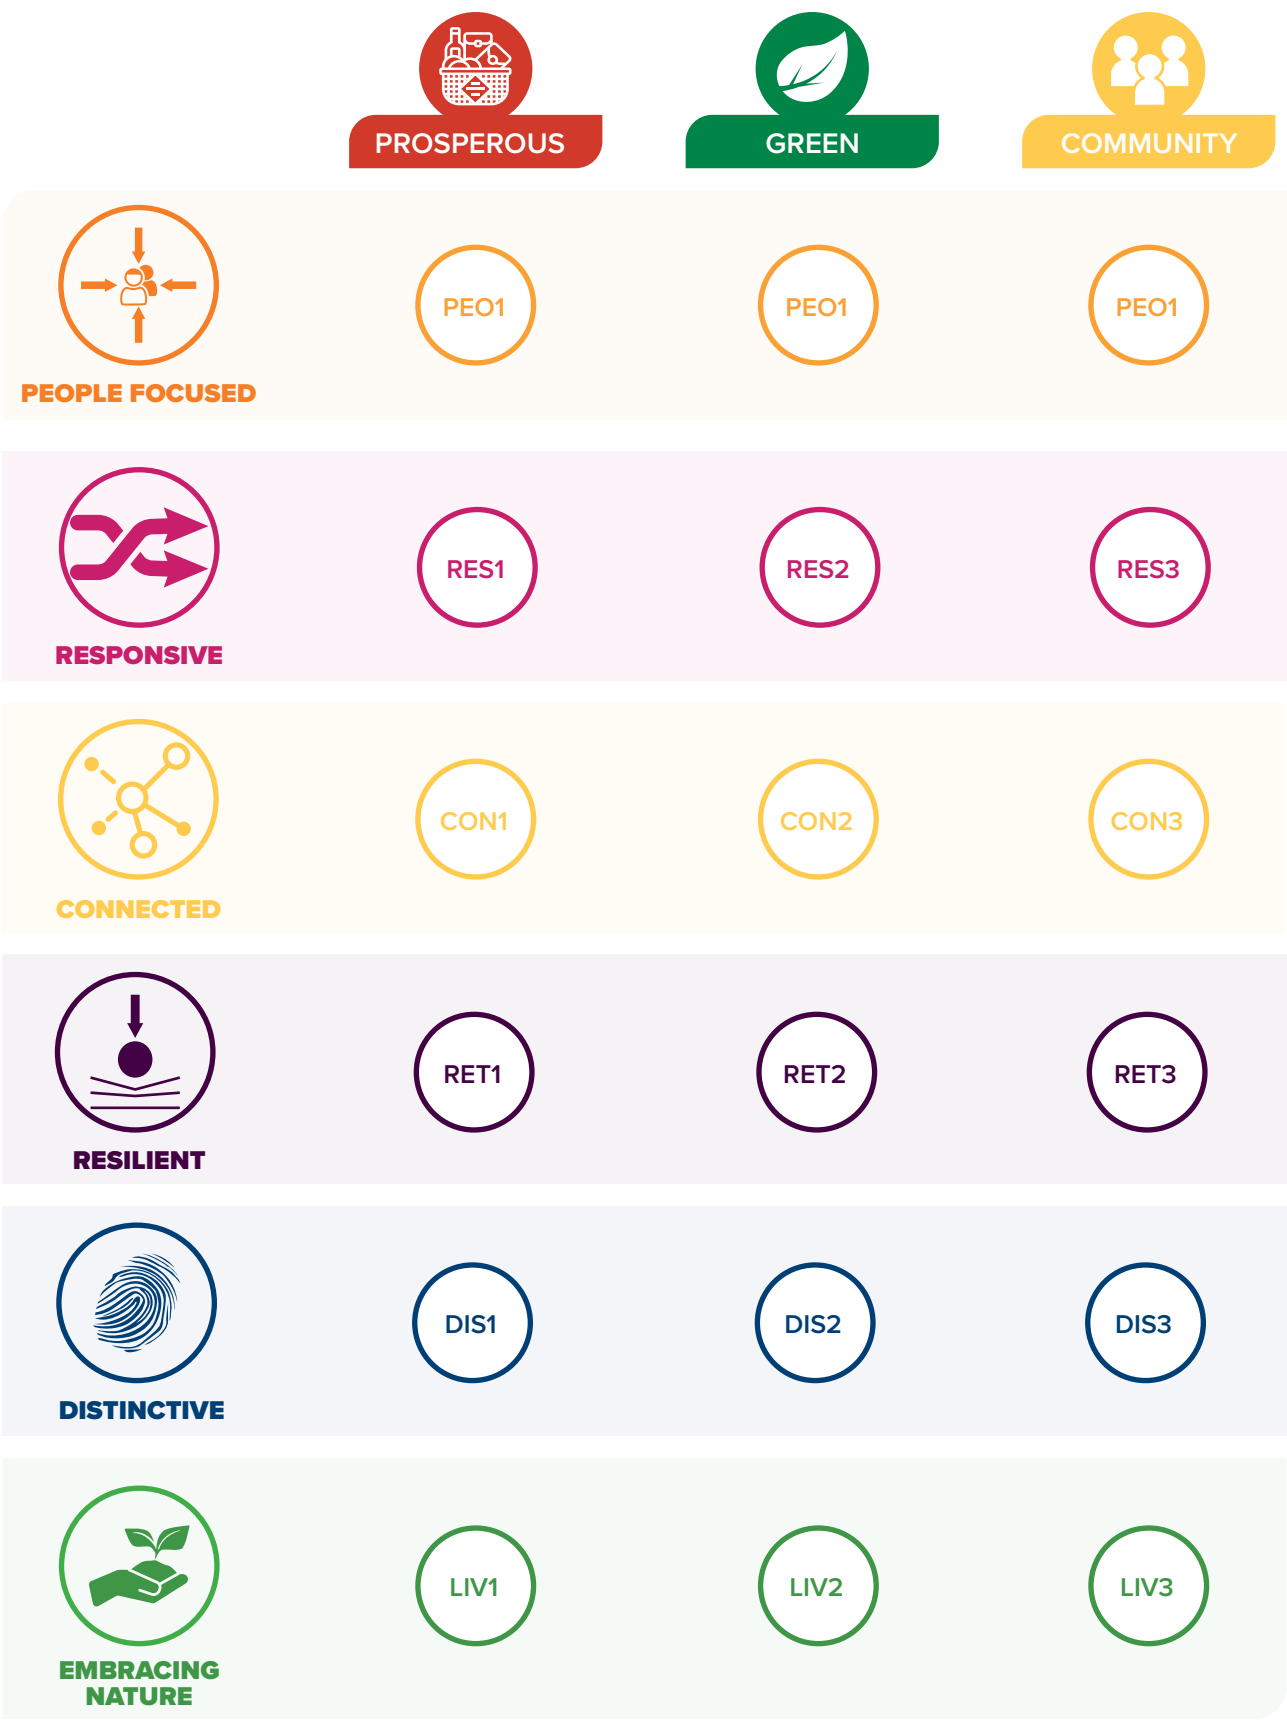 PROSPEROUS
GREEN
COMMUNITY
PEO1
PEO1
PEO1
PEOPLE FOCUSED
RES1
RES2
RES3
RESPONSIVE
CON1
CON2
CON3
CONNECTED
RET1
RET2
RET3
RESILIENT
DIS1
DIS2
DIS3
DISTINCTIVE
LIV1
LIV2
LIV3
EMBRACING
NATURE